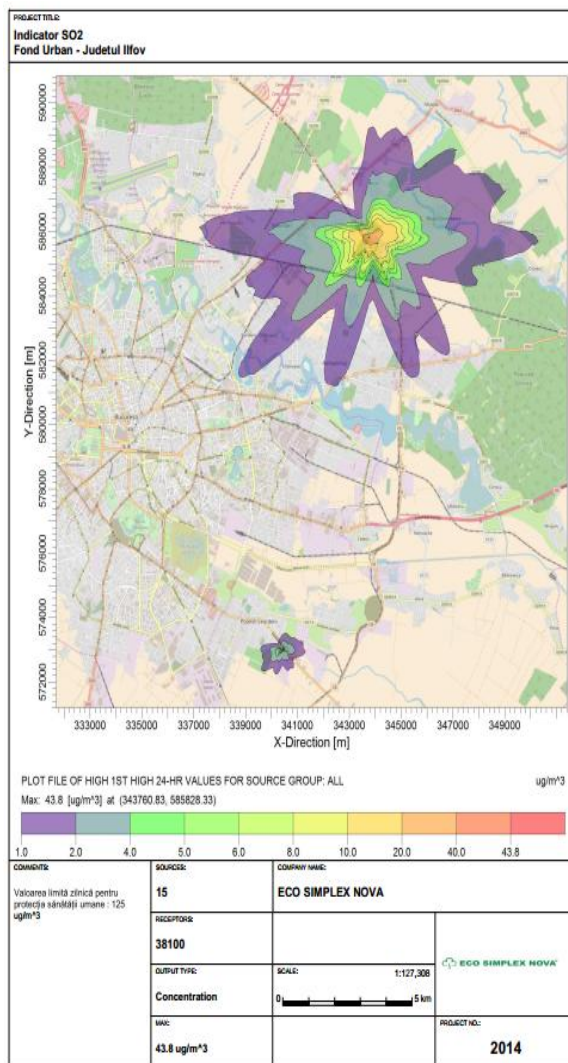 PROJECT TITLE:
Indicator SO2
Fond Urban - Judetul Ilfov
Y-Direction [m]
590000
588000
586000
584000
582000
580000
578000
576000
574000
572000
Bucuresti
333000 335000 337000 339000 341000 343000 345000 347000 349000
X-Direction [m]
PLOT FILE OF HIGH 1ST HIGH 24-HR VALUES FOR SOURCE GROUP: ALL
ug/m^3
Max: 43.8 [ug/m^3] at (343760.83, 585828.33)
1.0 2.0 4.0 5.0 6.0 8.0 10.0 20.0 40.0 43.8
COMMENTS:
Valoarea limită zilnică pentru
protecția sănătății umane : 125
ug/m^3
SOURCES:
15
COMPANY NAME:
ECO SIMPLEX NOVA
RECEPTORS:
38100
OUTPUT TYPE:
Concentration
SCALE:
1:127,308
0 5 km
ECO SIMPLEX NOVA
MAX:
43.8 ug/m^3
PROJECT NO.:
2014